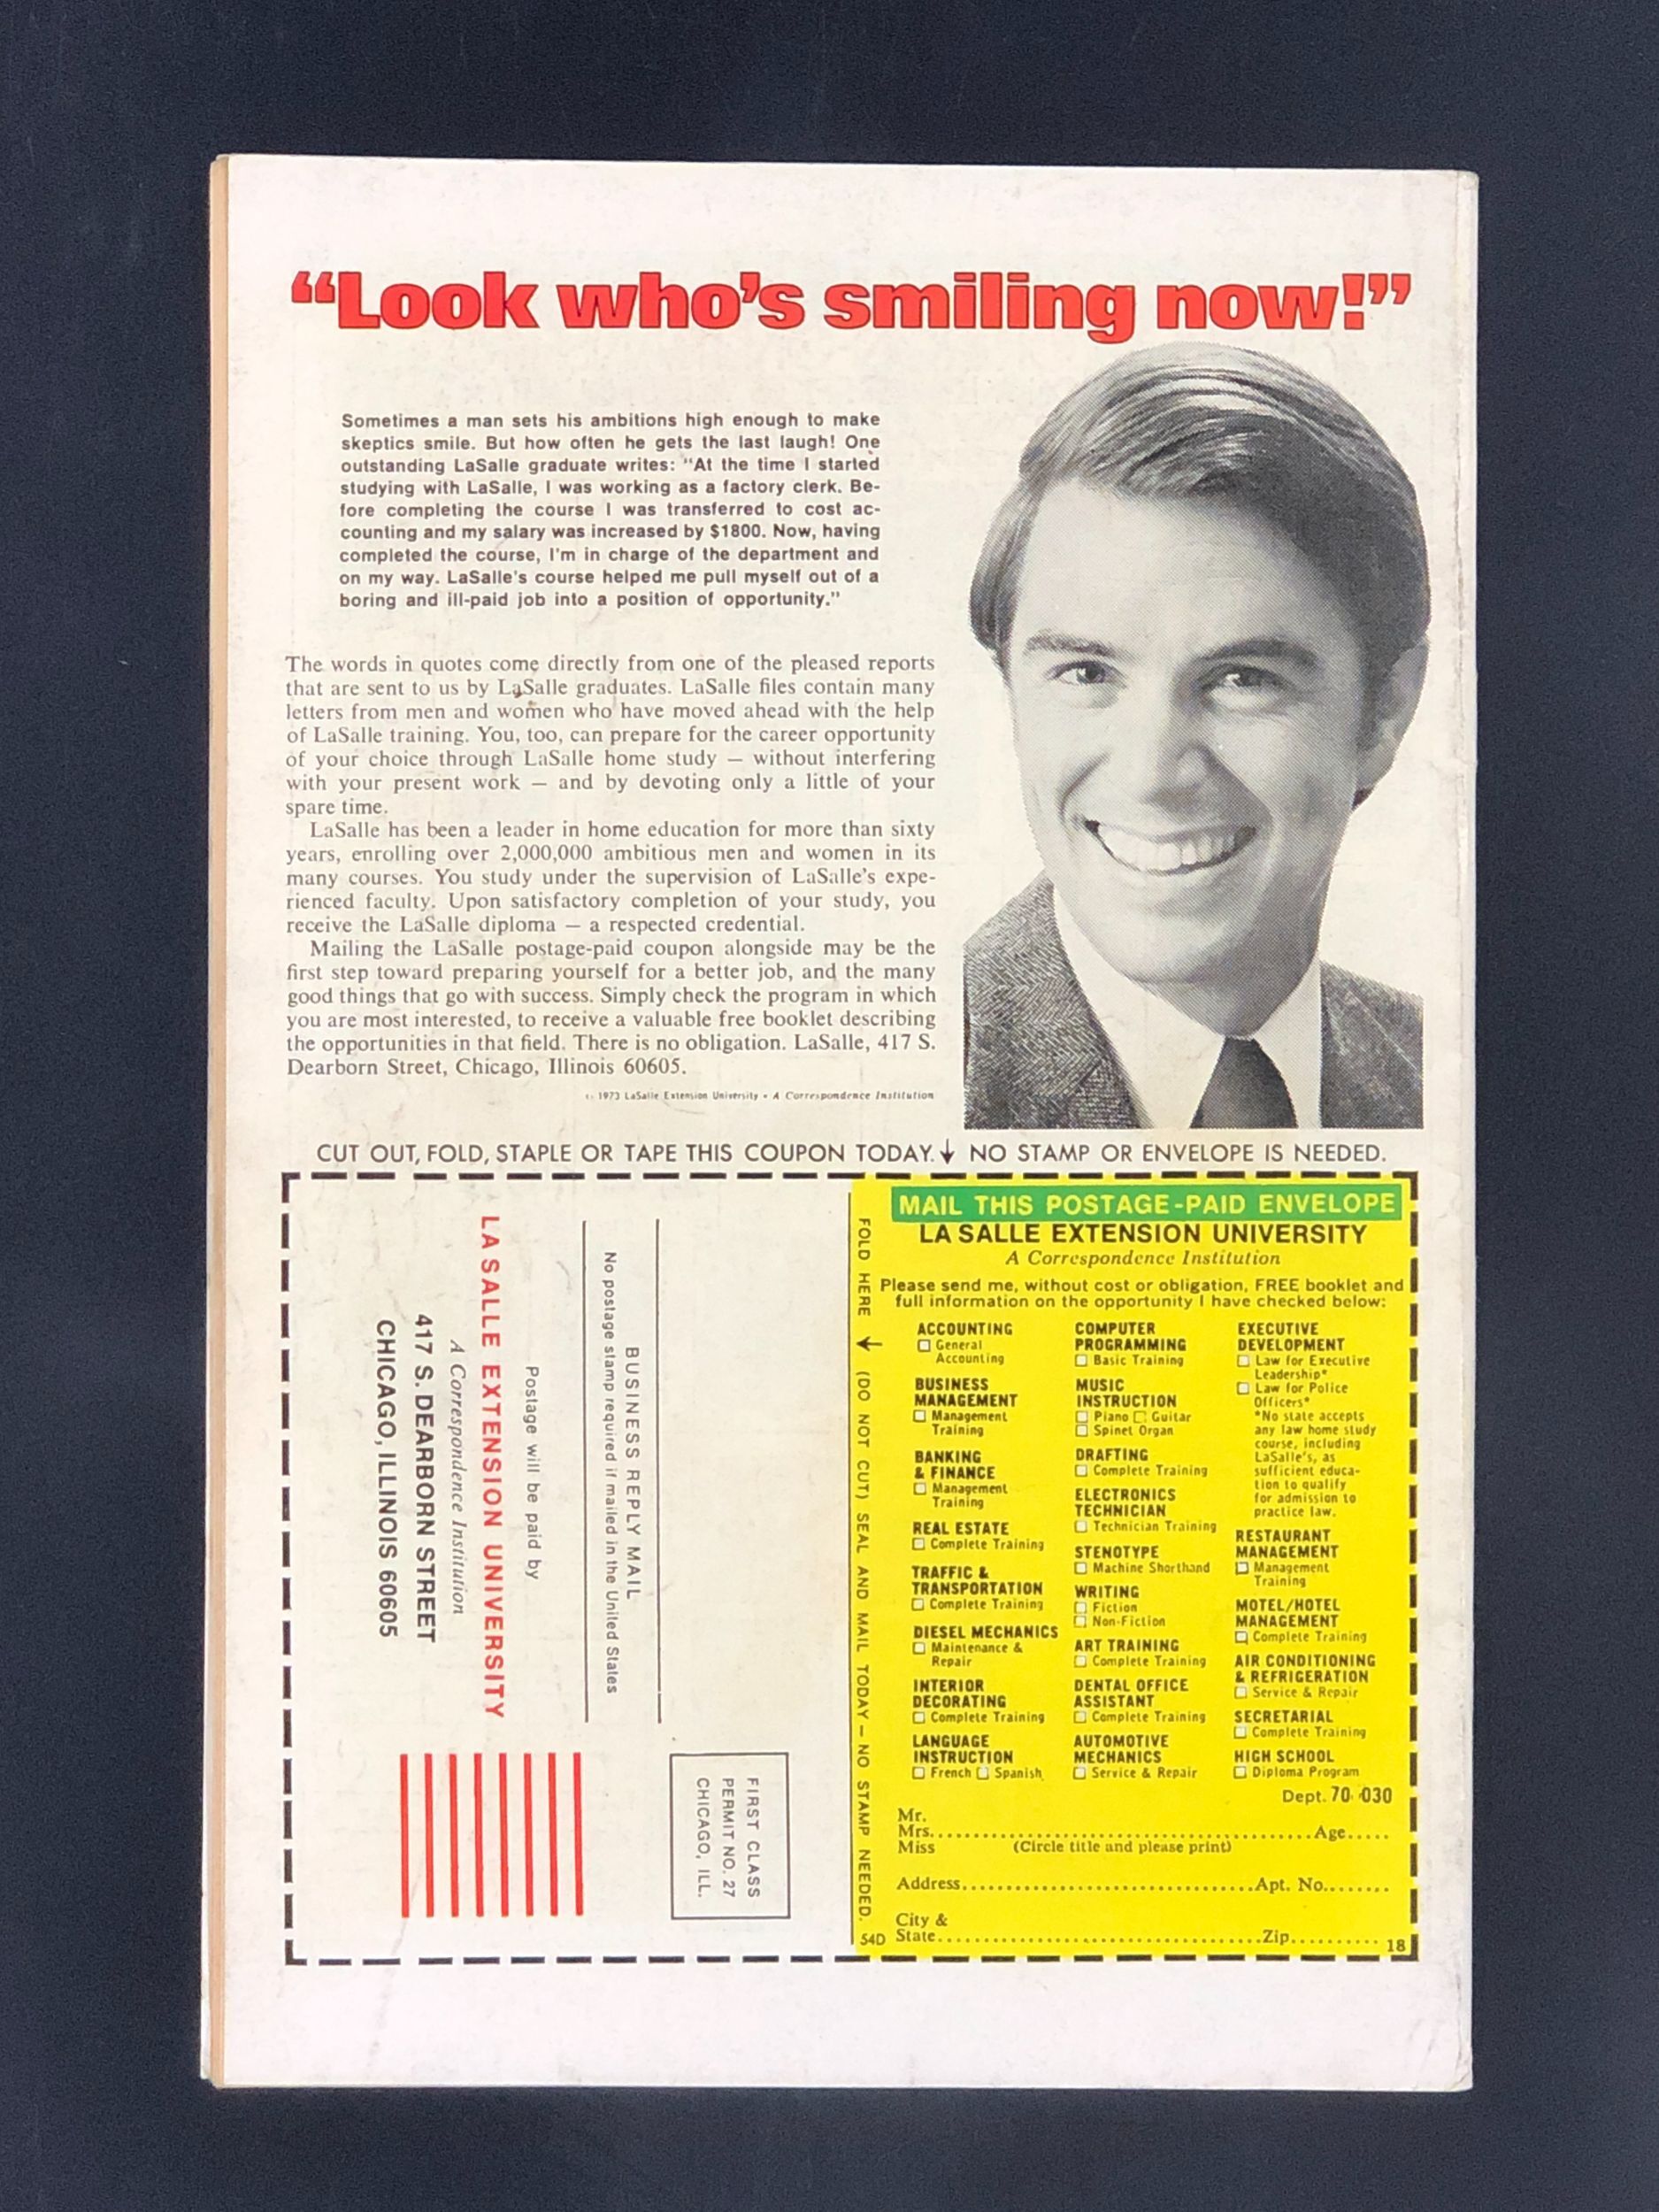 “Look who’s smiling now!”
Sometimes a man sets his ambitions high enough to make
skeptics smile. But how often he gets the last laugh! One
outstanding LaSalle graduate writes: "At the time I started
studying with LaSalle, I was working as a factory clerk. Be-
fore completing the course I was transferred to cost ac-
counting and my salary was increased by $1800. Now, having
completed the course, I'm in charge of the department and
on my way. LaSalle's course helped me pull myself out of a
boring and ill-paid job into a position of opportunity."
The words in quotes come directly from one of the pleased reports
that are sent to us by LaSalle graduates. LaSalle files contain many
letters from men and women who have moved ahead with the help
of LaSalle training. You, too, can prepare for the career opportunity
of your choice through LaSalle home study — without interfering
with your present work — and by devoting only a little of your
spare time.
LaSalle has been a leader in home education for more than sixty
years, enrolling over 2,000,000 ambitious men and women in its
many courses. You study under the supervision of LaSalle's expe-
rienced faculty. Upon satisfactory completion of your study, you
receive the LaSalle diploma — a respected credential.
Mailing the LaSalle postage-paid coupon alongside may be the
first step toward preparing yourself for a better job, and the many
good things that go with success. Simply check the program in which
you are most interested, to receive a valuable free booklet describing
the opportunities in that field. There is no obligation. LaSalle, 417 S.
Dearborn Street, Chicago, Illinois 60605.
© 1973 LaSalle Extension University • A Correspondence Institution
CUT OUT, FOLD, STAPLE OR TAPE THIS COUPON TODAY. ↓ NO STAMP OR ENVELOPE IS NEEDED.
FIRST CLASS
PERMIT NO. 27
CHICAGO, ILL.
BUSINESS REPLY MAIL
No postage stamp required if mailed in the United States
Postage will be paid by
LA SALLE EXTENSION UNIVERSITY
A Correspondence Institution
417 S. DEARBORN STREET
CHICAGO, ILLINOIS 60605
FOLD HERE ↓ (DO NOT CUT) SEAL AND MAIL TODAY — NO STAMP NEEDED.
54D
MAIL THIS POSTAGE-PAID ENVELOPE
LA SALLE EXTENSION UNIVERSITY
A Correspondence Institution
Please send me, without cost or obligation, FREE booklet and
full information on the opportunity I have checked below:
ACCOUNTING
☐ General
Accounting
BUSINESS
MANAGEMENT
☐ Management
Training
BANKING
& FINANCE
☐ Management
Training
REAL ESTATE
☐ Complete Training
TRAFFIC &
TRANSPORTATION
☐ Complete Training
DIESEL MECHANICS
☐ Maintenance &
Repair
INTERIOR
DECORATING
☐ Complete Training
LANGUAGE
INSTRUCTION
☐ French ☐ Spanish
COMPUTER
PROGRAMMING
☐ Basic Training
MUSIC
INSTRUCTION
☐ Piano ☐ Guitar
☐ Spinet Organ
DRAFTING
☐ Complete Training
ELECTRONICS
TECHNICIAN
☐ Technician Training
STENOTYPE
☐ Machine Shorthand
WRITING
☐ Fiction
☐ Non-Fiction
ART TRAINING
☐ Complete Training
DENTAL OFFICE
ASSISTANT
☐ Complete Training
AUTOMOTIVE
MECHANICS
☐ Service & Repair
EXECUTIVE
DEVELOPMENT
☐ Law for Executive
Leadership*
☐ Law for Police
Officers*
*No state accepts
any law home study
course, including
LaSalle's, as
sufficient educa-
tion to qualify
for admission to
practice law.
RESTAURANT
MANAGEMENT
☐ Management
Training
MOTEL/HOTEL
MANAGEMENT
☐ Complete Training
AIR CONDITIONING
& REFRIGERATION
☐ Service & Repair
SECRETARIAL
☐ Complete Training
HIGH SCHOOL
☐ Diploma Program
Dept. 70-030
Mr.
Mrs. Age
Miss (Circle title and please print)
Address Apt. No.
City &
State Zip
18